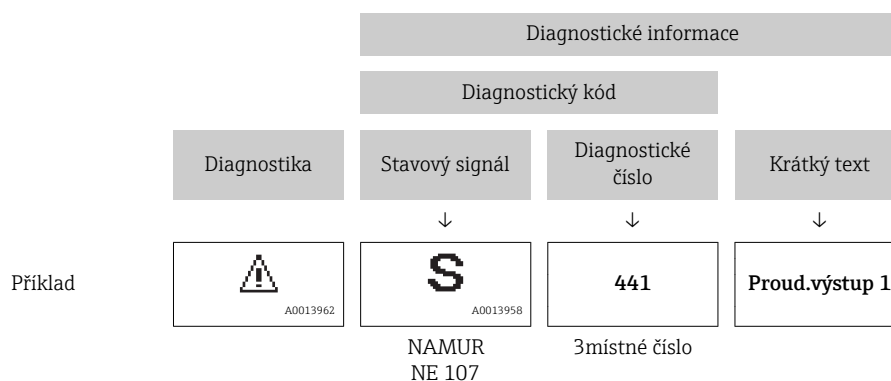 Diagnostické informace
Diagnostický kód
Diagnostika
Stavový signál
Diagnostické
číslo
Krátký text
↓ ↓ ↓
Příklad
⚠
A0013962
S
A0013958
441
Proud.výstup 1
NAMUR
NE 107
3místné číslo